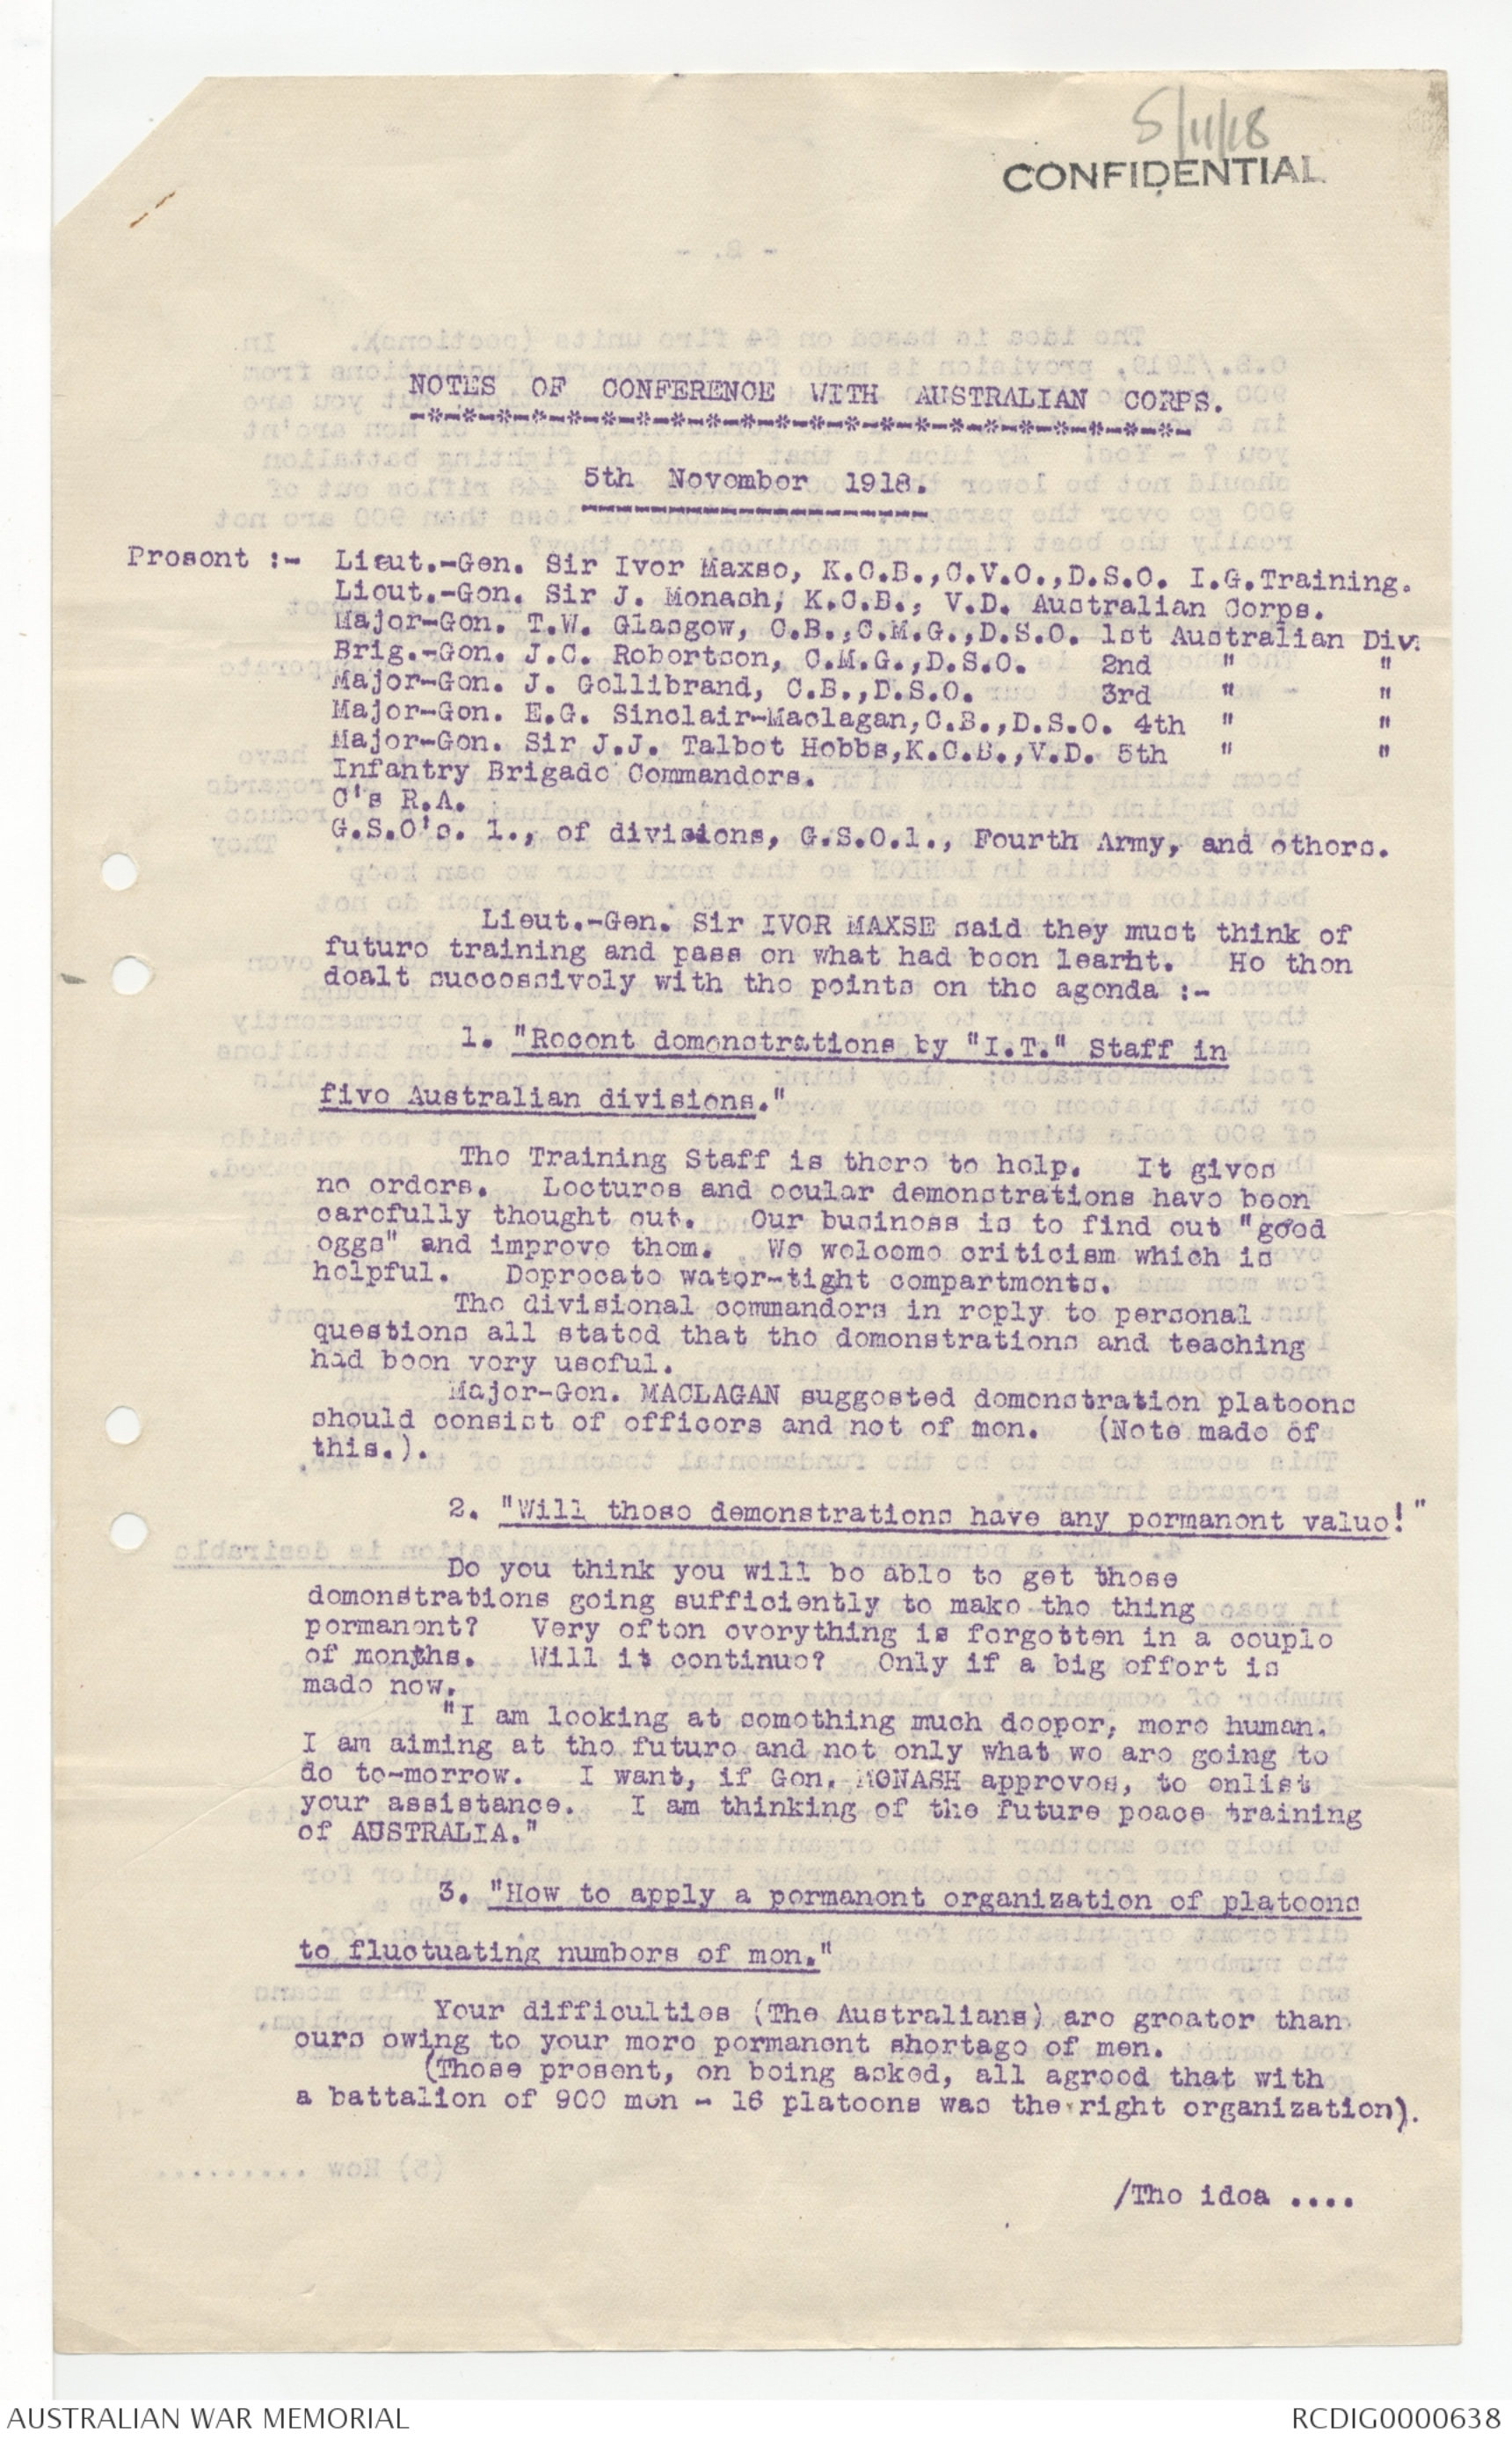 5/11/18
CONFIDENTIAL
NOTES OF CONFERENCE WITH AUSTRALIAN CORPS.
-*-*-*-*-*-*-*-*-*-*-*-*-*-*-*-*-*-*-*-*-*-*-
5th November 1918.
Present :- Lieut.-Gen. Sir Ivor Maxse, K.C.B.,C.V.O.,D.S.O. I.G.Training.
Lieut.-Gen. Sir J. Monash, K.C.B., V.D. Australian Corps.
Major-Gen. T.W. Glasgow, C.B.,C.M.G.,D.S.O. 1st Australian Div.
Brig.-Gen. J.C. Robertson, C.M.G.,D.S.O. 2nd " "
Major-Gen. J. Gellibrand, C.B.,D.S.O. 3rd " "
Major-Gen. E.G. Sinclair-Maclagan,C.B.,D.S.O. 4th " "
Major-Gen. Sir J.J. Talbot Hobbs,K.C.B.,V.D. 5th " "
Infantry Brigade Commanders.
C's R.A.
G.S.O's. 1., of divisions, G.S.O.1., Fourth Army, and others.
Lieut.-Gen. Sir IVOR MAXSE said they must think of
future training and pass on what had been learnt. He then
dealt successively with the points on the agenda :-
1. "Recent demonstrations by "I.T." Staff in
five Australian divisions."
The Training Staff is there to help. It gives
no orders. Lectures and ocular demonstrations have been
carefully thought out. Our business is to find out "good
eggs" and improve them. We welcome criticism which is
helpful. Deprecate water-tight compartments.
The divisional commanders in reply to personal
questions all stated that the demonstrations and teaching
had been very useful.
Major-Gen. MACLAGAN suggested demonstration platoons
should consist of officers and not of men. (Note made of
this.).
2. "Will those demonstrations have any permanent value!"
Do you think you will be able to get those
demonstrations going sufficiently to make the thing
permanent? Very often everything is forgotten in a couple
of months. Will it continue? Only if a big effort is
made now.
"I am looking at something much deeper, more human.
I am aiming at the future and not only what we are going to
do to-morrow. I want, if Gen. MONASH approves, to enlist
your assistance. I am thinking of the future peace training
of AUSTRALIA."
3. "How to apply a permanent organization of platoons
to fluctuating numbers of men."
Your difficulties (The Australians) are greater than
ours owing to your more permanent shortage of men.
(Those present, on being asked, all agreed that with
a battalion of 900 men - 16 platoons was the right organization).
/The idea ....
AUSTRALIAN WAR MEMORIAL
RCDIG0000638